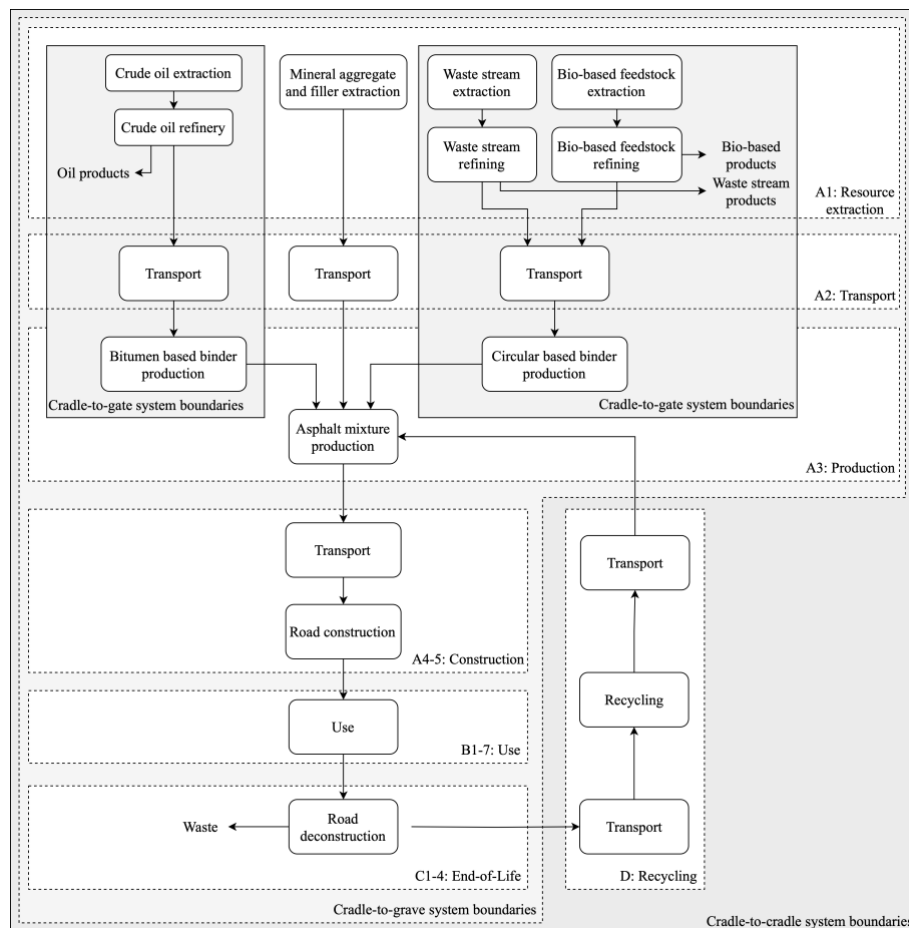 Crude oil extraction
Mineral aggregate
and filler extraction
Waste stream
extraction
Bio-based feedstock
extraction
Crude oil refinery
Waste stream
refining
Bio-based feedstock
refining
Bio-based
products
Oil products
Waste stream
products
A1: Resource
extraction
Transport
Transport
Transport
A2: Transport
Bitumen based binder
production
Circular based binder
production
Cradle-to-gate system boundaries
Cradle-to-gate system boundaries
Asphalt mixture
production
A3: Production
Transport
Transport
Road construction
A4-5: Construction
Recycling
Use
B1-7: Use
Waste
Road
deconstruction
Transport
C1-4: End-of-Life
D: Recycling
Cradle-to-grave system boundaries
Cradle-to-cradle system boundaries